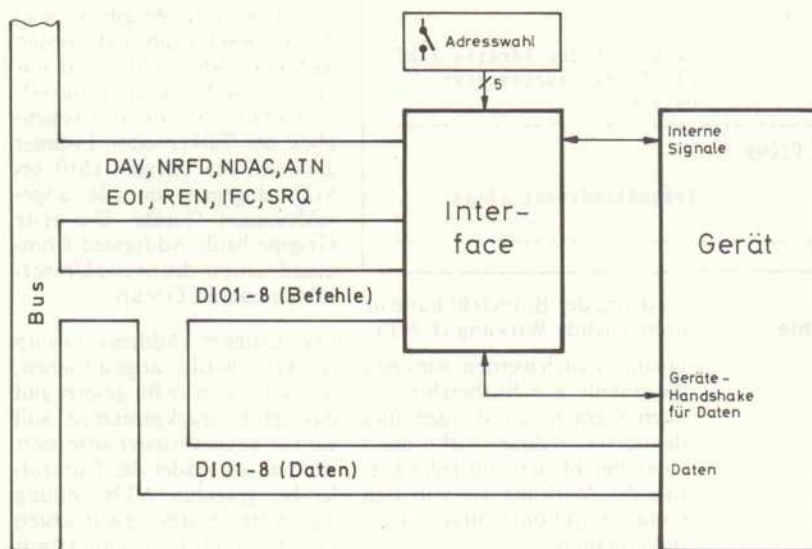 Adresswahl
5
DAV, NRFD, NDAC, ATN
EOI, REN, IFC, SRQ
Inter-
face
Interne
Signale
Gerät
Bus
DIO1-8 (Befehle)
Geräte-
Handshake
für Daten
DIO1-8 (Daten)
Daten